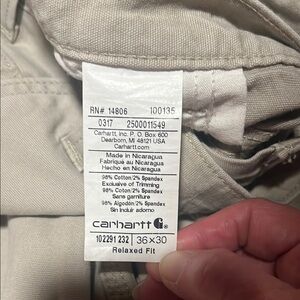 RN# 14806 100135
0317 2500011549
Carhartt, Inc. P.O. Box 600
Dearborn, MI 48121 USA
Carhartt.com
Made in Nicaragua
Fabriqué au Nicaragua
Hecho en Nicaragua
98% Cotton/2% Spandex
Exclusive of Trimming
98% Coton/2% Spandex
Sans garniture
98% Algodón/2% Spandex
Sin incluir adorno
carhartt
102291 232 36×30
Relaxed Fit